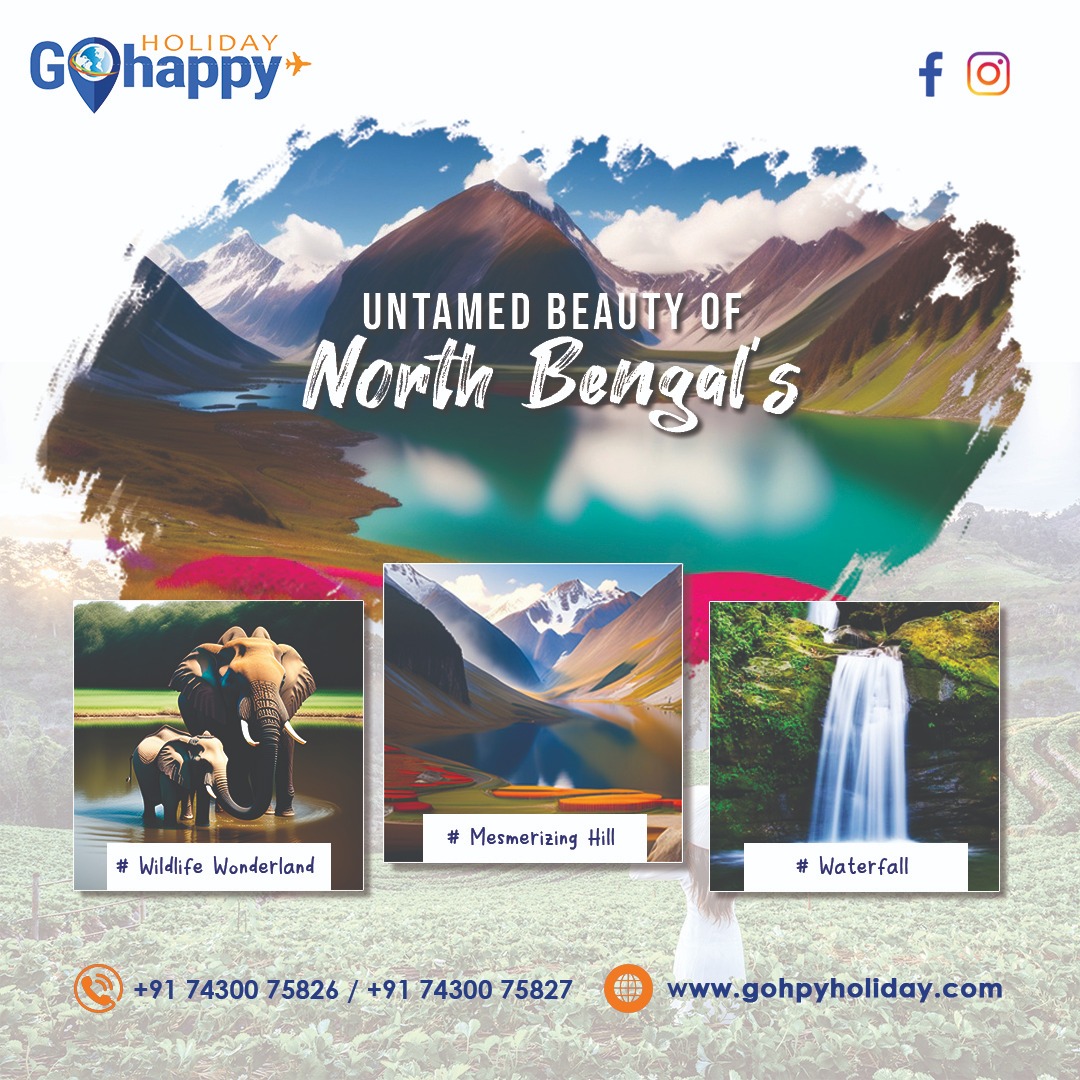 HOLIDAY
GOhappy
UNTAMED BEAUTY OF
North Bengal's
# Wildlife Wonderland
# Mesmerizing Hill
# Waterfall
+91 74300 75826 / +91 74300 75827
www.gohpyholiday.com